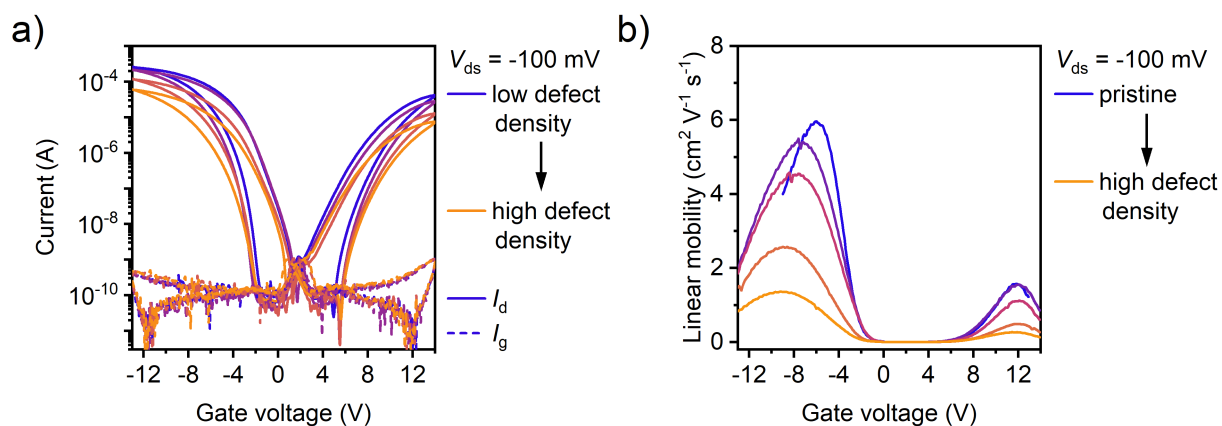 a)
Current (A)
10⁻⁴
10⁻⁶
10⁻⁸
10⁻¹⁰
-12 -8 -4 0 4 8 12
Gate voltage (V)
V_ds = -100 mV
low defect
density
high defect
density
I_d
I_g
b)
Linear mobility (cm² V⁻¹ s⁻¹)
8
6
4
2
0
-12 -8 -4 0 4 8 12
Gate voltage (V)
V_ds = -100 mV
pristine
high defect
density